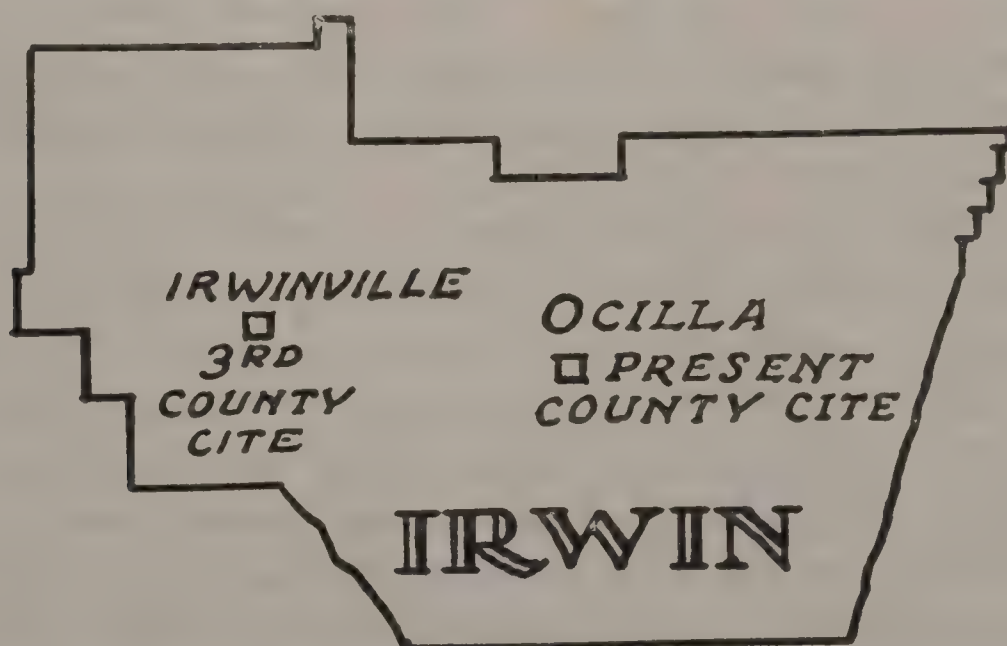 IRWINVILLE
3RD
COUNTY
CITE
OCILLA
PRESENT
COUNTY CITE
IRWIN